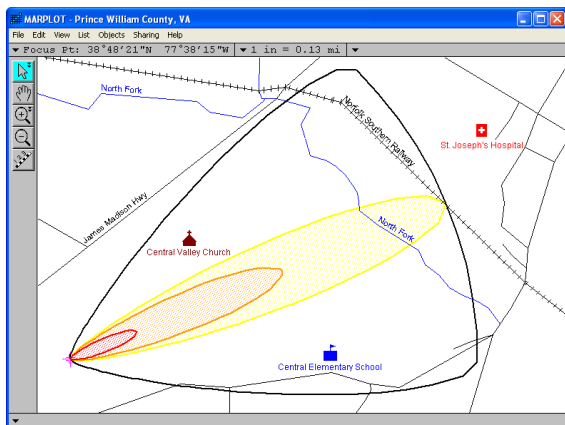 MARPLOT - Prince William County, VA
File Edit View List Objects Sharing Help
Focus Pt: 38°48'21"N 77°38'15"W 1 in = 0.13 mi
North Fork
Norfolk Southern Railway
St. Joseph's Hospital
James Madison Hwy
North Fork
Central Valley Church
Central Elementary School